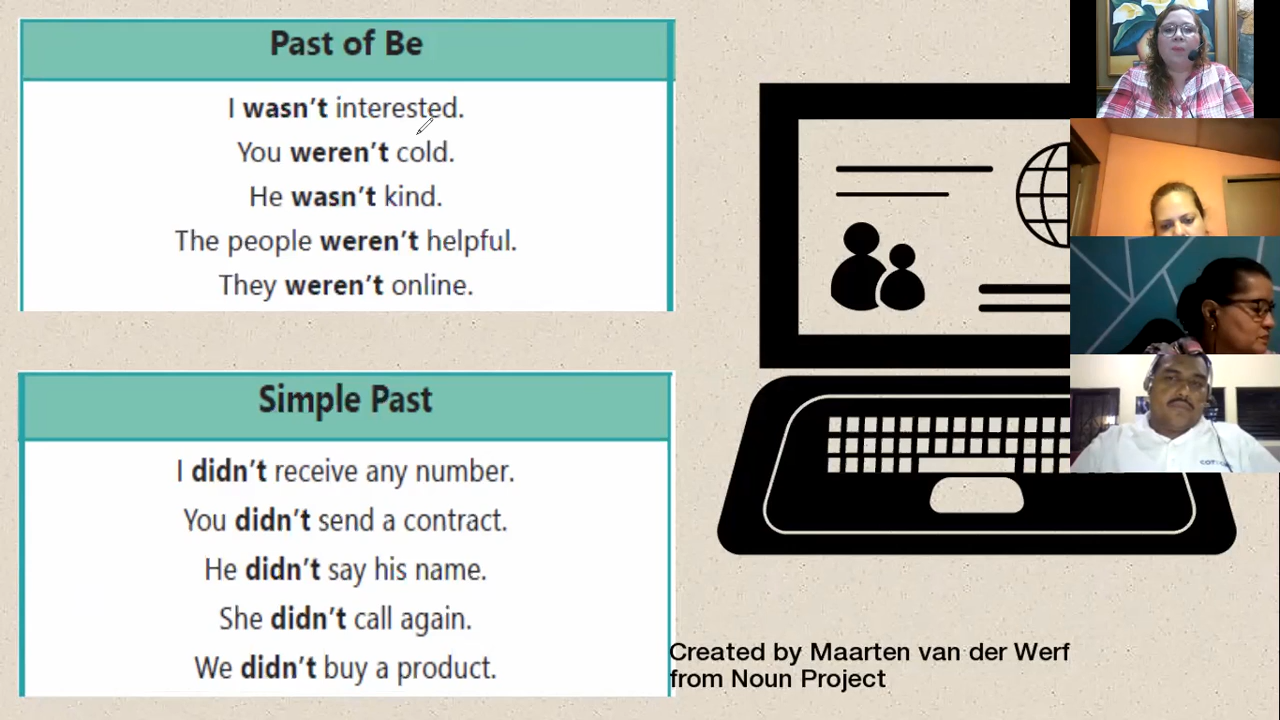 Past of Be
I wasn't interested.
You weren't cold.
He wasn't kind.
The people weren't helpful.
They weren't online.
Simple Past
I didn't receive any number.
You didn't send a contract.
He didn't say his name.
She didn't call again.
We didn't buy a product.
Created by Maarten van der Werf
from Noun Project